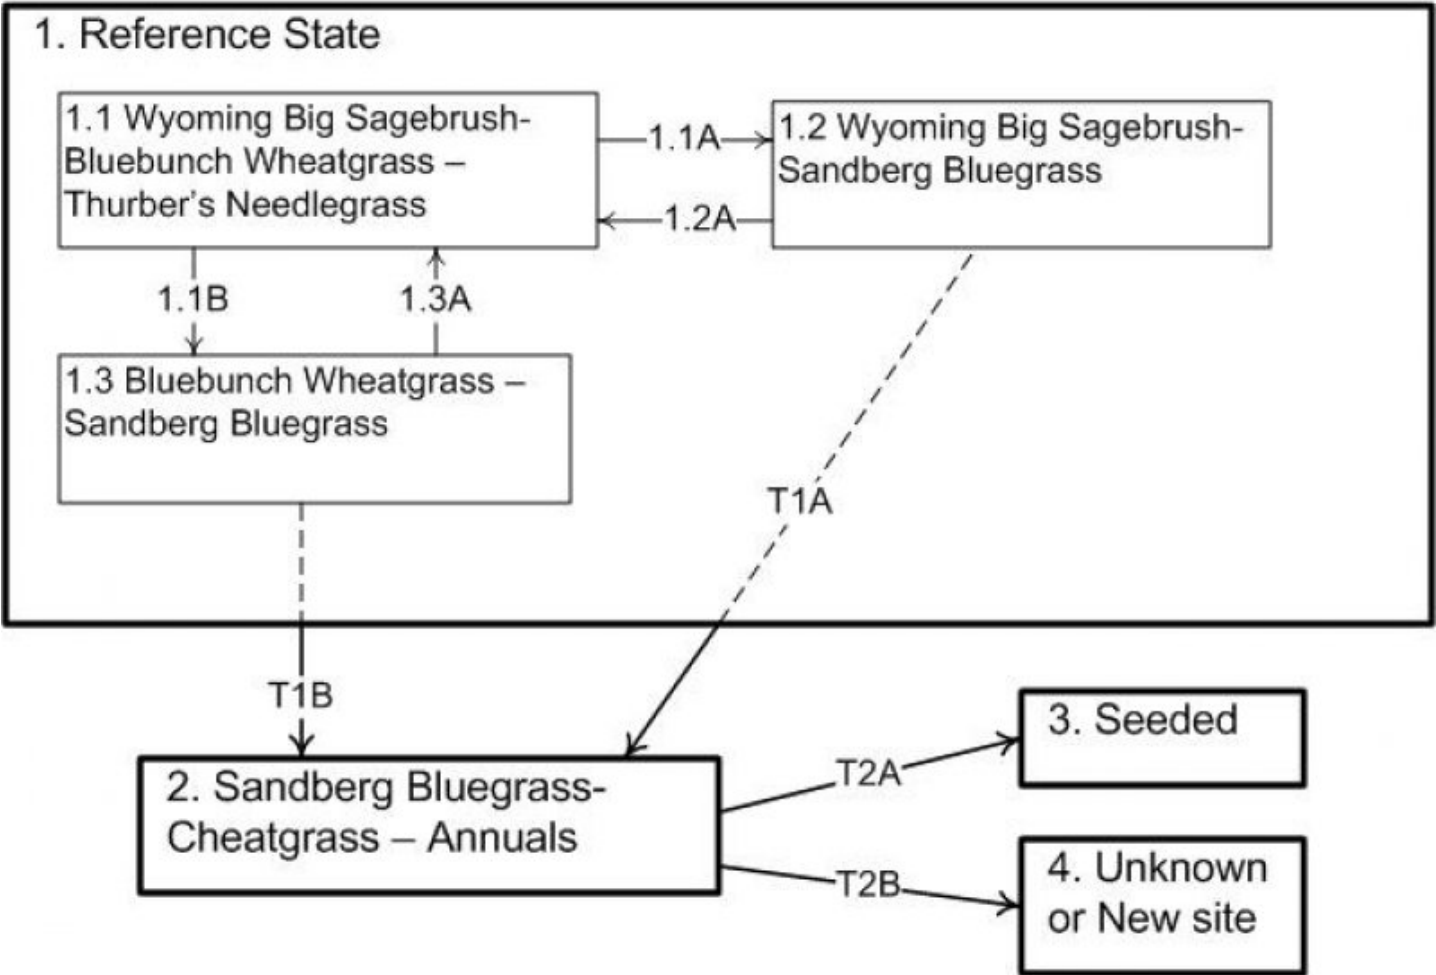 1. Reference State
1.1 Wyoming Big Sagebrush-
Bluebunch Wheatgrass –
Thurber's Needlegrass
1.1A
1.2 Wyoming Big Sagebrush-
Sandberg Bluegrass
1.2A
1.1B
1.3A
1.3 Bluebunch Wheatgrass –
Sandberg Bluegrass
T1A
T1B
2. Sandberg Bluegrass-
Cheatgrass – Annuals
T2A
3. Seeded
T2B
4. Unknown
or New site